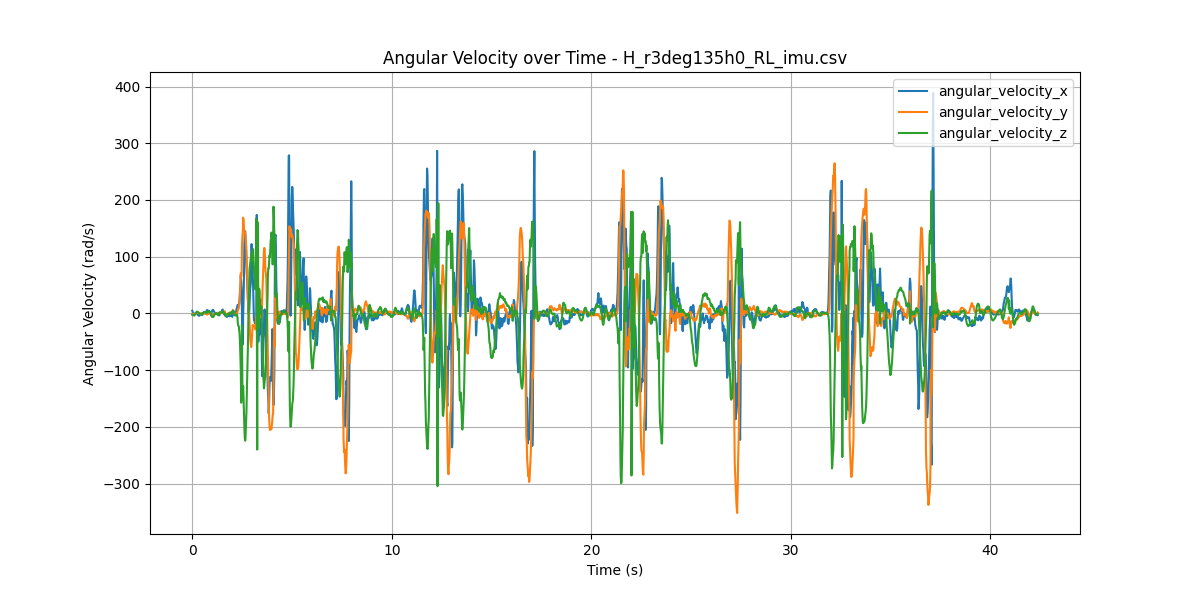 Angular Velocity over Time - H_r3deg135h0_RL_imu.csv
angular_velocity_x
angular_velocity_y
angular_velocity_z
Angular Velocity (rad/s)
400
300
200
100
0
−100
−200
−300
0 10 20 30 40
Time (s)